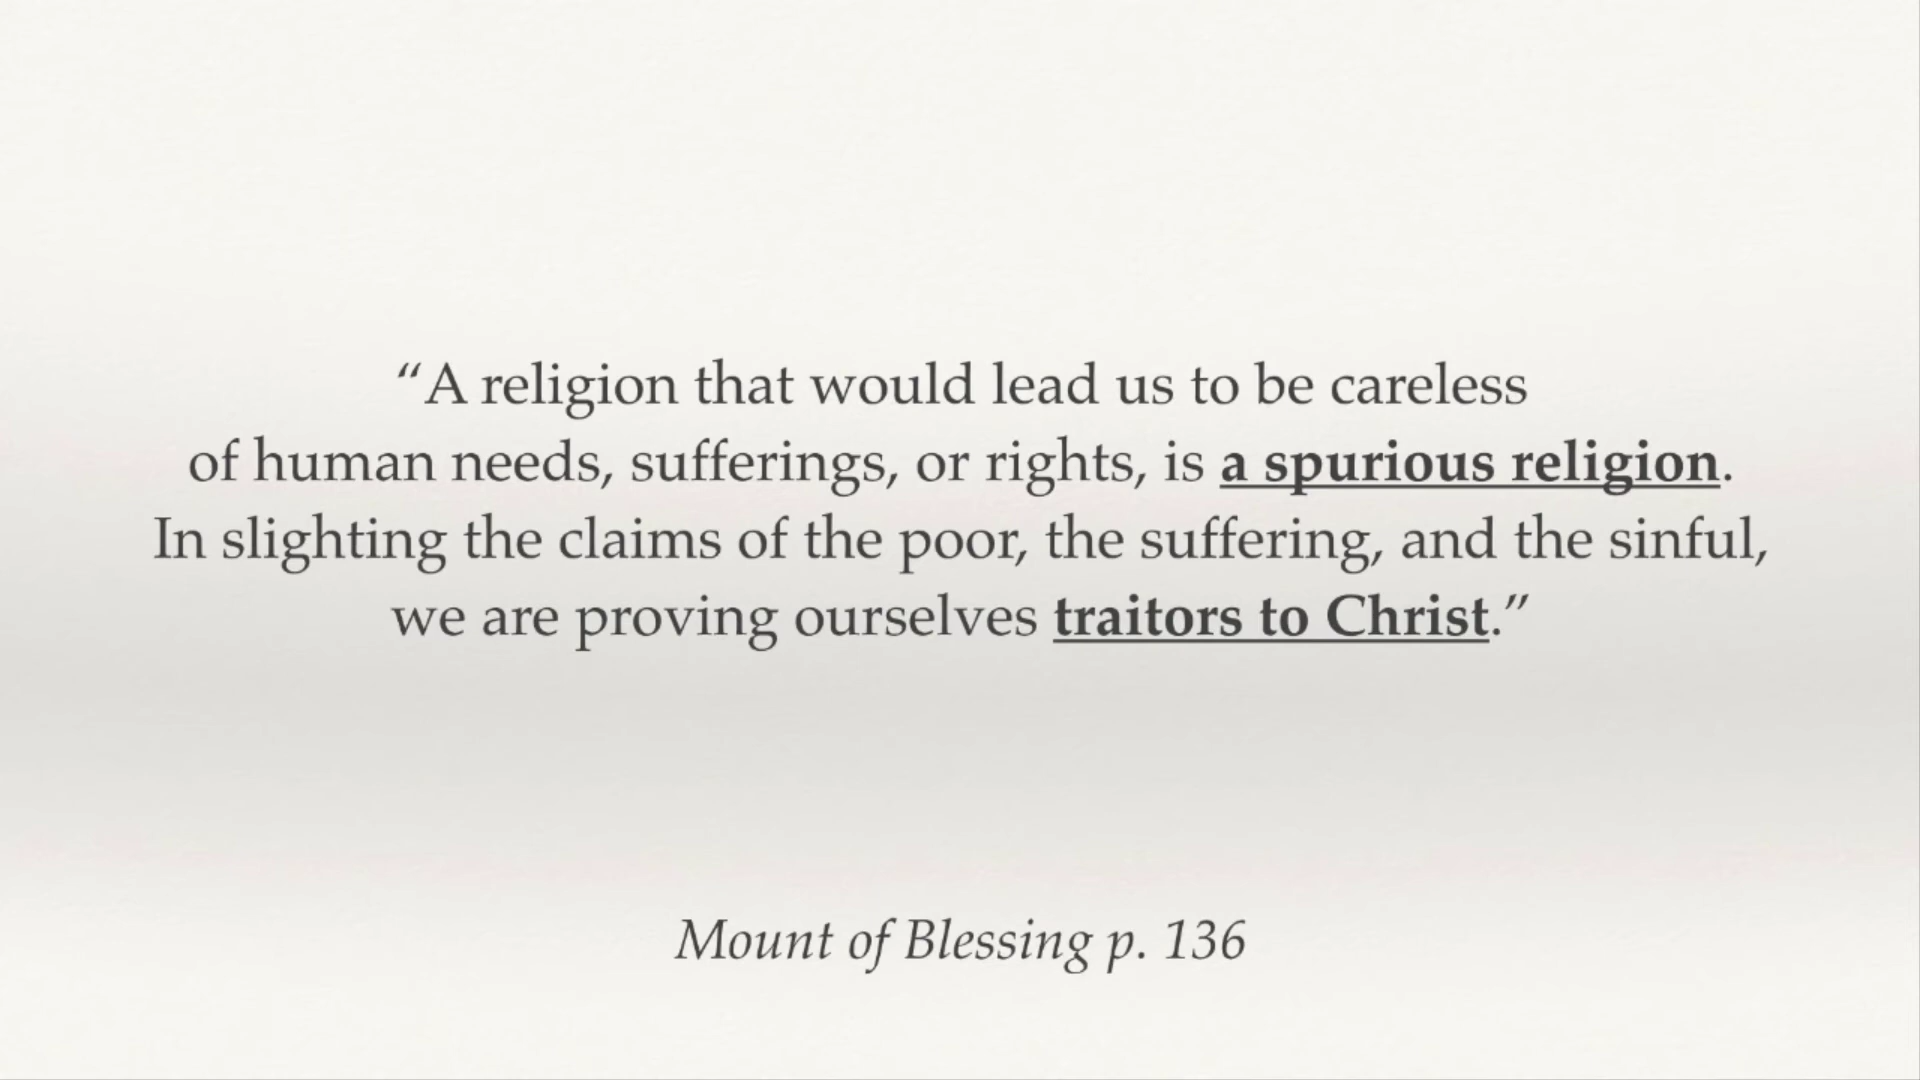 “A religion that would lead us to be careless
of human needs, sufferings, or rights, is a spurious religion.
In slighting the claims of the poor, the suffering, and the sinful,
we are proving ourselves traitors to Christ.”
Mount of Blessing p. 136